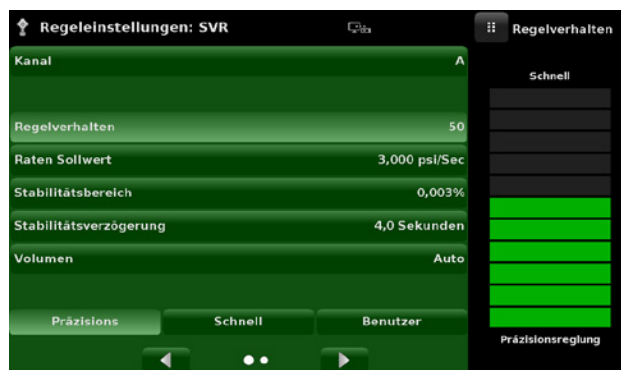 Regeleinstellungen: SVR
Regelverhalten
Kanal A
Schnell
Regelverhalten 50
Raten Sollwert 3,000 psi/Sec
Stabilitätsbereich 0,003%
Stabilitätsverzögerung 4,0 Sekunden
Volumen Auto
Präzisions Schnell Benutzer
Präzisionsreglung